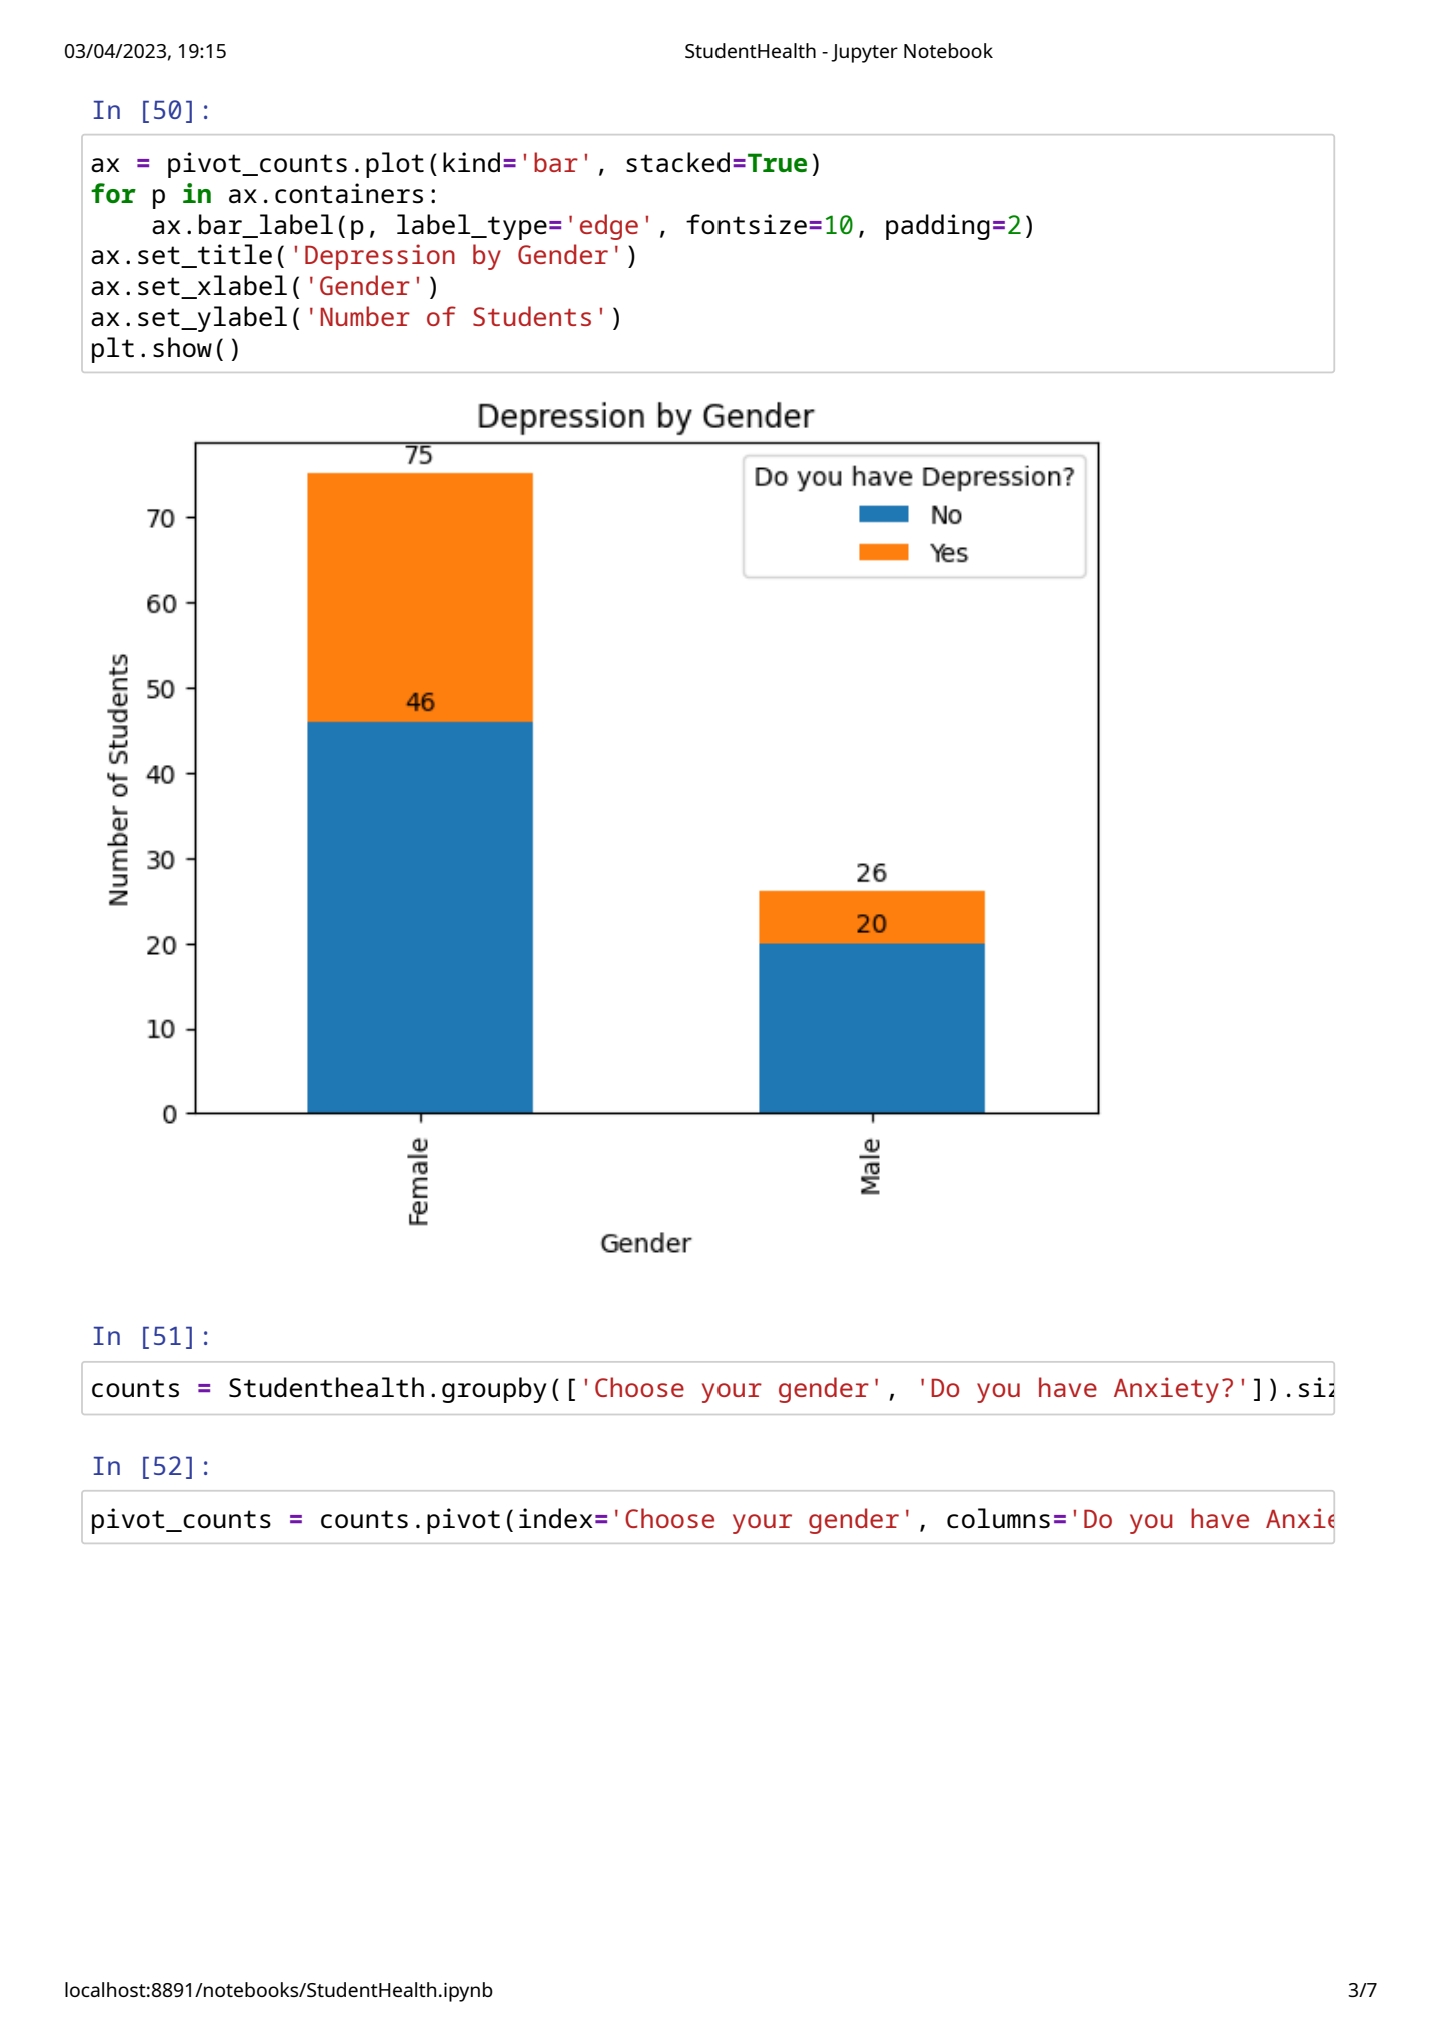 03/04/2023, 19:15 StudentHealth - Jupyter Notebook
In [50]:
ax = pivot_counts.plot(kind='bar', stacked=True)
for p in ax.containers:
    ax.bar_label(p, label_type='edge', fontsize=10, padding=2)
ax.set_title('Depression by Gender')
ax.set_xlabel('Gender')
ax.set_ylabel('Number of Students')
plt.show()
Depression by Gender
75
Do you have Depression?
No
Yes
70
60
50
46
40
30
26
20
20
10
0
Number of Students
Female
Male
Gender
In [51]:
counts = Studenthealth.groupby(['Choose your gender', 'Do you have Anxiety?']).siz
In [52]:
pivot_counts = counts.pivot(index='Choose your gender', columns='Do you have Anxie
localhost:8891/notebooks/StudentHealth.ipynb 3/7